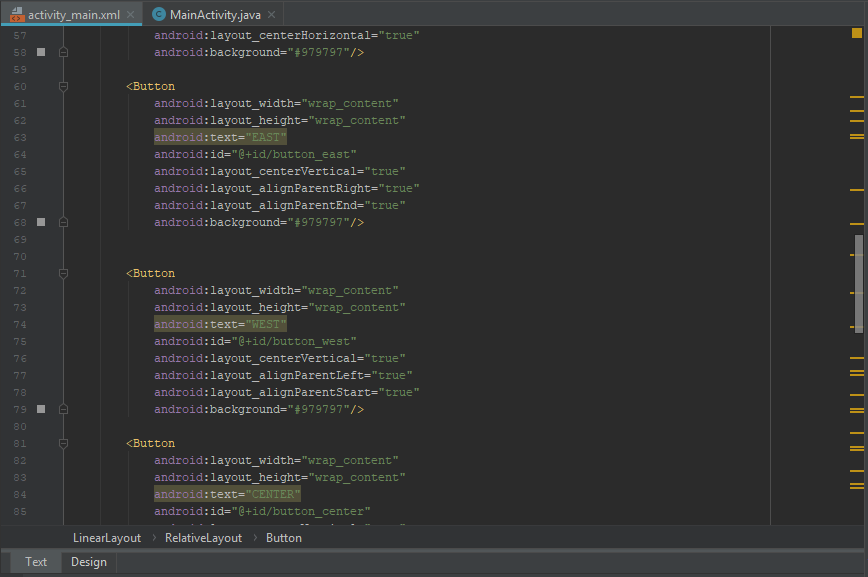 activity_main.xml MainActivity.java
57 android:layout_centerHorizontal="true"
58 android:background="#979797"/>
59
60 <Button
61 android:layout_width="wrap_content"
62 android:layout_height="wrap_content"
63 android:text="EAST"
64 android:id="@+id/button_east"
65 android:layout_centerVertical="true"
66 android:layout_alignParentRight="true"
67 android:layout_alignParentEnd="true"
68 android:background="#979797"/>
69
70
71 <Button
72 android:layout_width="wrap_content"
73 android:layout_height="wrap_content"
74 android:text="WEST"
75 android:id="@+id/button_west"
76 android:layout_centerVertical="true"
77 android:layout_alignParentLeft="true"
78 android:layout_alignParentStart="true"
79 android:background="#979797"/>
80
81 <Button
82 android:layout_width="wrap_content"
83 android:layout_height="wrap_content"
84 android:text="CENTER"
85 android:id="@+id/button_center"
LinearLayout RelativeLayout Button
Text Design